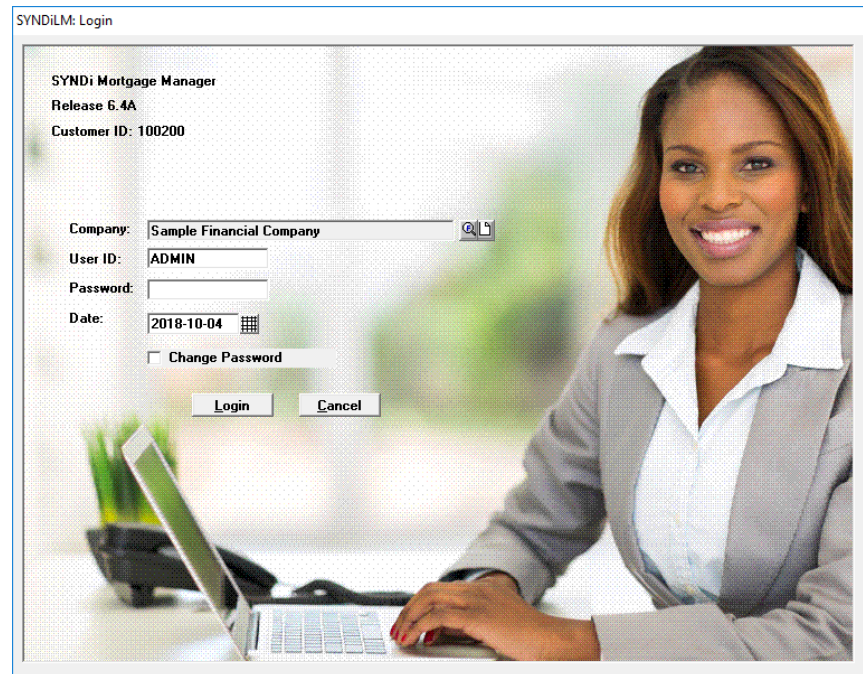 SYNDiLM: Login
SYNDi Mortgage Manager
Release 6.4A
Customer ID: 100200
Company: Sample Financial Company
User ID: ADMIN
Password:
Date: 2018-10-04
Change Password
Login Cancel